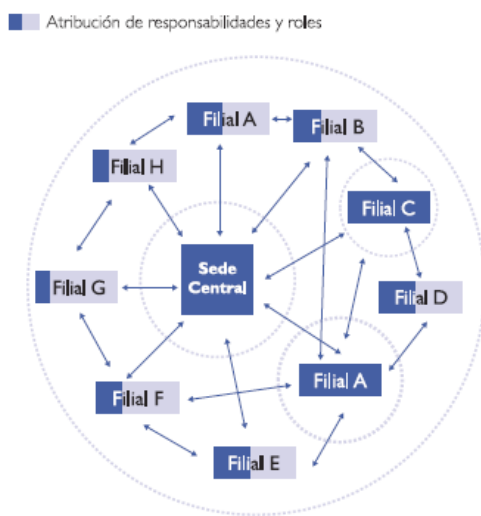 Atribución de responsabilidades y roles
Filial A
Filial B
Filial H
Filial C
Sede
Central
Filial G
Filial D
Filial A
Filial F
Filial E